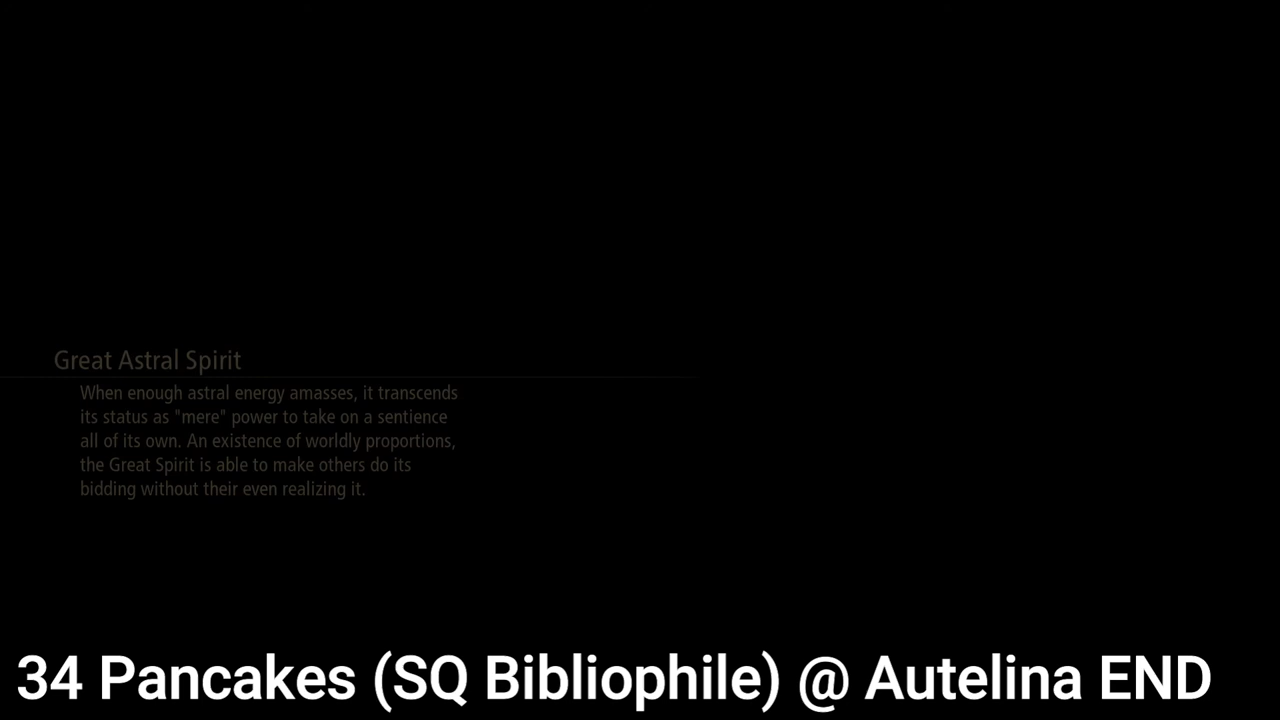 Great Astral Spirit
When enough astral energy amasses, it transcends
its status as "mere" power to take on a sentience
all of its own. An existence of worldly proportions,
the Great Spirit is able to make others do its
bidding without their even realizing it.
34 Pancakes (SQ Bibliophile) @ Autelina END